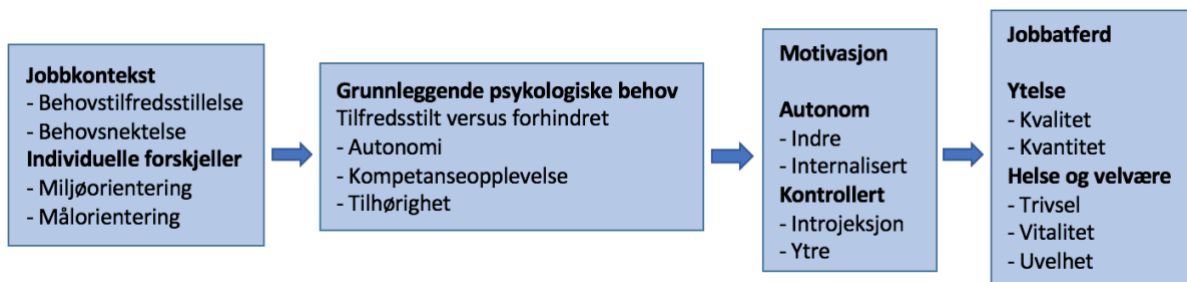 Jobbkontekst
- Behovstilfredsstillelse
- Behovsnektelse
Individuelle forskjeller
- Miljøorientering
- Målorientering
Grunnleggende psykologiske behov
Tilfredsstilt versus forhindret
- Autonomi
- Kompetanseopplevelse
- Tilhørighet
Motivasjon
Autonom
- Indre
- Internalisert
Kontrollert
- Introjeksjon
- Ytre
Jobbatferd
Ytelse
- Kvalitet
- Kvantitet
Helse og velvære
- Trivsel
- Vitalitet
- Uvelhet